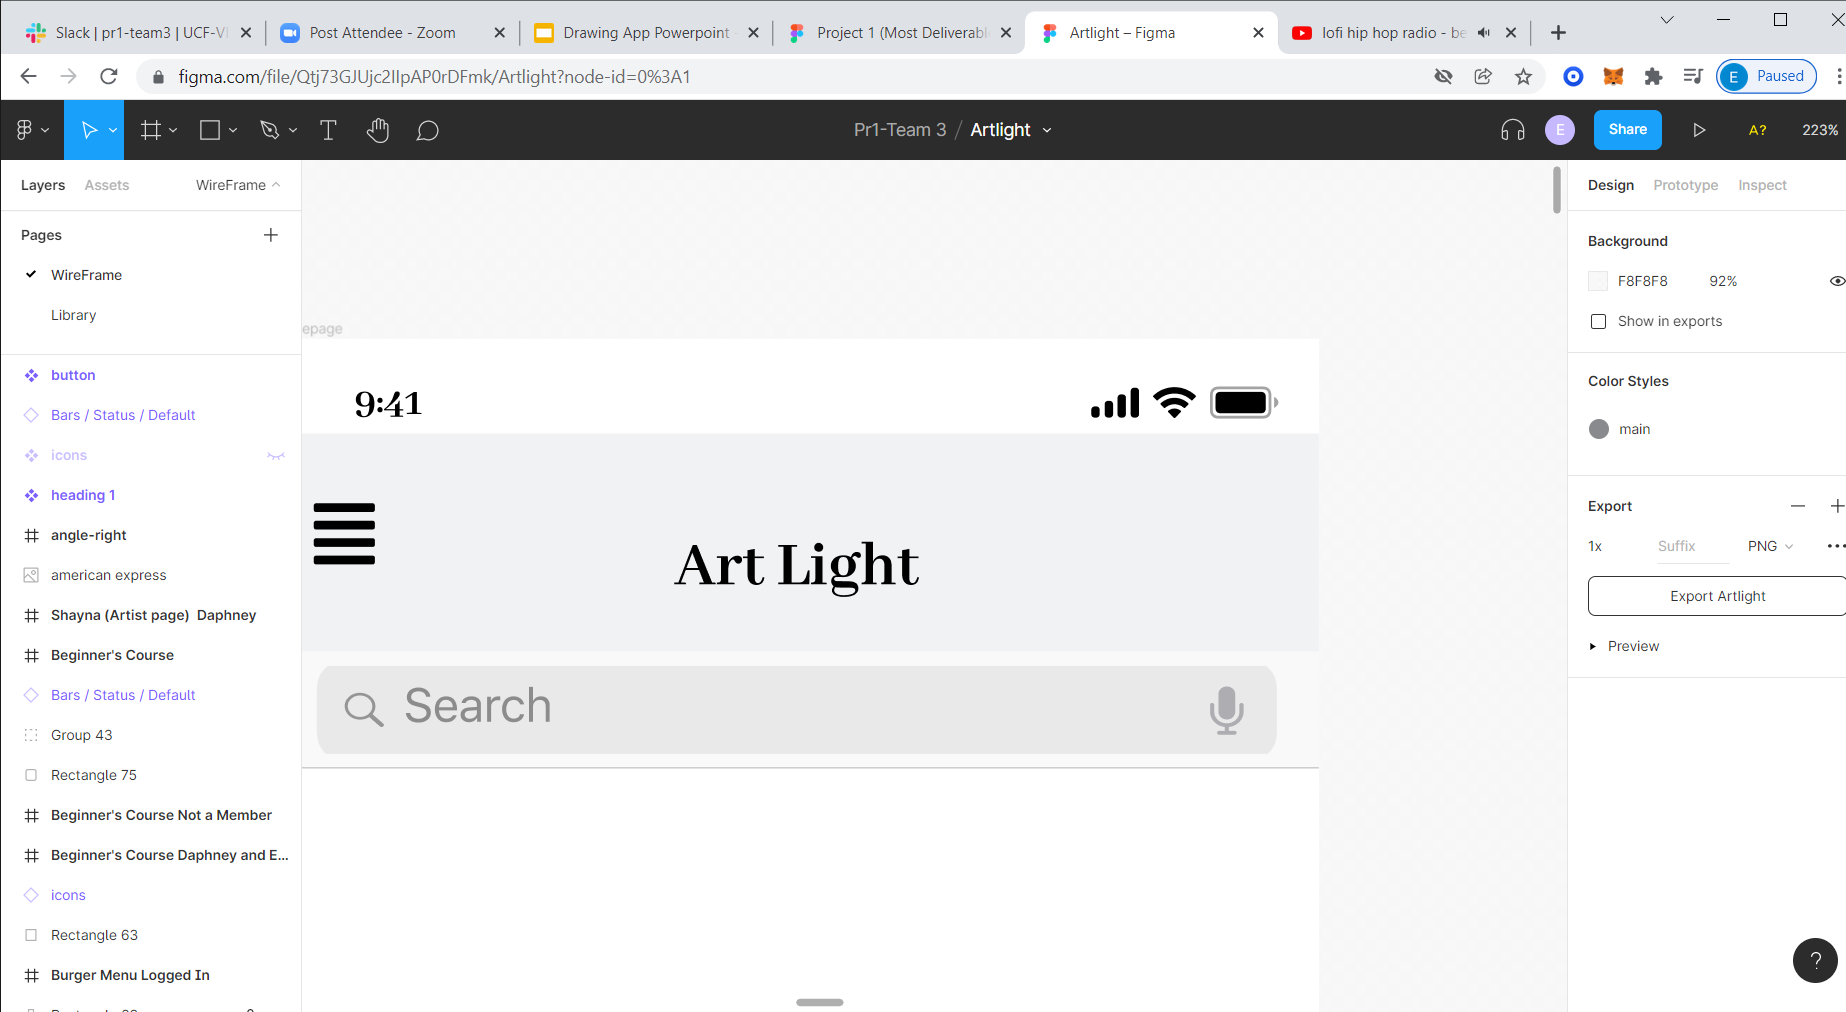 Slack | pr1-team3 | UCF-V
Post Attendee - Zoom
Drawing App Powerpoint
Project 1 (Most Deliverabl
Artlight – Figma
lofi hip hop radio - be
figma.com/file/Qtj73GJUjc2IIpAP0rDFmk/Artlight?node-id=0%3A1
E Paused
Pr1-Team 3 / Artlight
E
Share
A?
223%
Layers
Assets
WireFrame
Pages
WireFrame
Library
button
Bars / Status / Default
icons
heading 1
angle-right
american express
Shayna (Artist page) Daphney
Beginner's Course
Bars / Status / Default
Group 43
Rectangle 75
Beginner's Course Not a Member
Beginner's Course Daphney and E...
icons
Rectangle 63
Burger Menu Logged In
epage
9:41
Art Light
Search
Design
Prototype
Inspect
Background
F8F8F8
92%
Show in exports
Color Styles
main
Export
1x
Suffix
PNG
Export Artlight
Preview
?